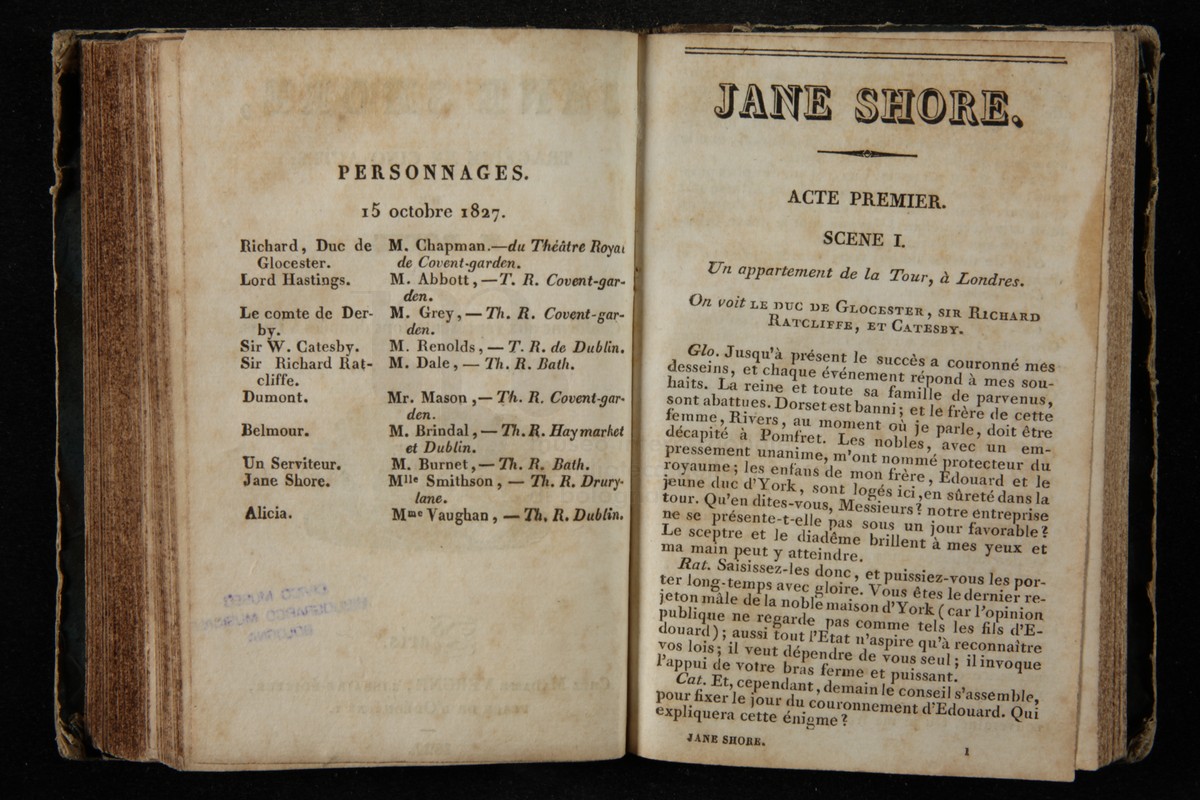 PERSONNAGES.
15 octobre 1827.
Richard, Duc de Glocester. M. Chapman.—du Théâtre Royal
de Covent-garden.
Lord Hastings. M. Abbott, — T. R. Covent-gar-
den.
Le comte de Der- M. Grey, — Th. R. Covent-gar-
by. den.
Sir W. Catesby. M. Renolds, — T. R. de Dublin.
Sir Richard Rat- M. Dale, — Th. R. Bath.
cliffe.
Dumont. Mr. Mason ,— Th. R. Covent-gar-
den.
Belmour. M. Brindal, — Th. R. Haymarket
et Dublin.
Un Serviteur. M. Burnet, — Th. R. Bath.
Jane Shore. Mlle Smithson , — Th. R. Drury-
lane.
Alicia. Mme Vaughan , — Th. R. Dublin.
JANE SHORE.
ACTE PREMIER.
SCENE I.
Un appartement de la Tour, à Londres.
On voit LE DUC DE GLOCESTER, SIR RICHARD
RATCLIFFE, ET CATESBY.
Glo. Jusqu'à présent le succès a couronné mes
desseins, et chaque événement répond à mes sou-
haits. La reine et toute sa famille de parvenus,
sont abattues. Dorset est banni; et le frère de cette
femme, Rivers, au moment où je parle, doit être
décapité à Pomfret. Les nobles, avec un em-
pressement unanime, m'ont nommé protecteur du
royaume; les enfans de mon frère, Edouard et le
jeune duc d'York, sont logés ici, en sûreté dans la
tour. Qu'en dites-vous, Messieurs? notre entreprise
ne se présente-t-elle pas sous un jour favorable?
Le sceptre et le diadême brillent à mes yeux et
ma main peut y atteindre.
Rat. Saisissez-les donc, et puissiez-vous les por-
ter long-temps avec gloire. Vous êtes le dernier re-
jeton mâle de la noble maison d'York (car l'opinion
publique ne regarde pas comme tels les fils d'E-
douard); aussi tout l'Etat n'aspire qu'à reconnaître
vos lois; il veut dépendre de vous seul; il invoque
l'appui de votre bras ferme et puissant.
Cat. Et, cependant, demain le conseil s'assemble,
pour fixer le jour du couronnement d'Edouard. Qui
expliquera cette énigme?
JANE SHORE. 1